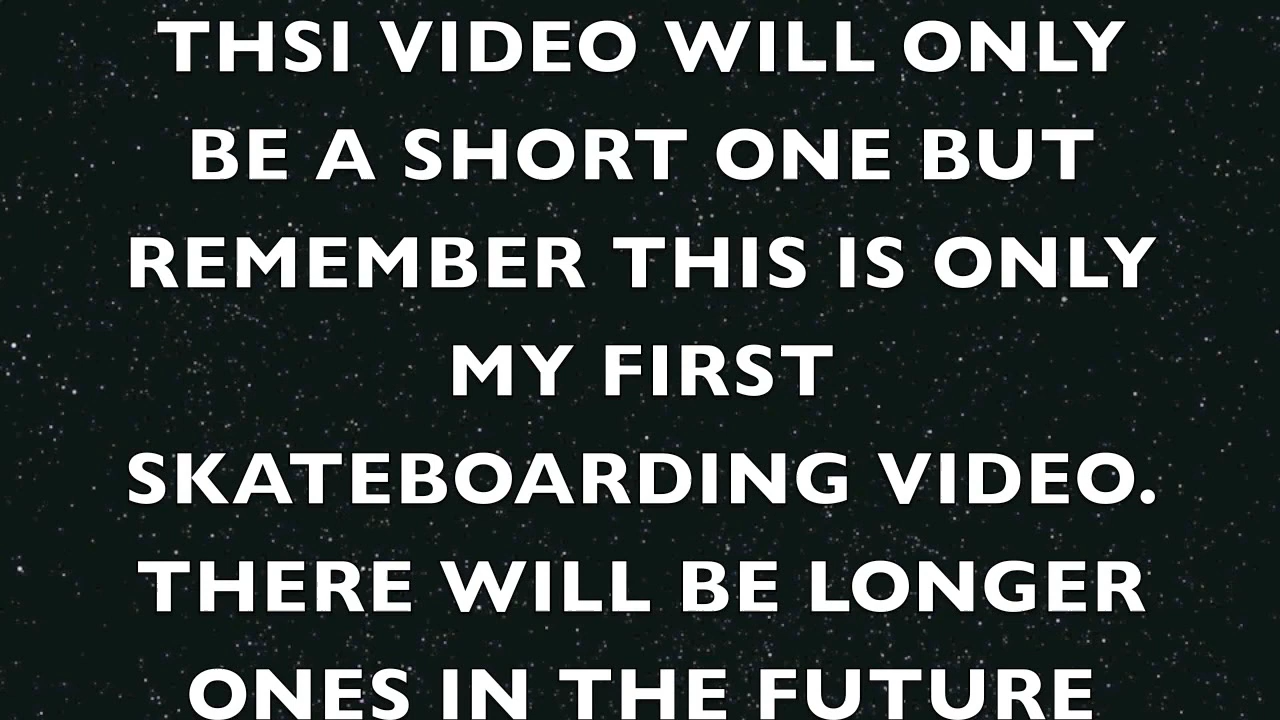 THSI VIDEO WILL ONLY
BE A SHORT ONE BUT
REMEMBER THIS IS ONLY
MY FIRST
SKATEBOARDING VIDEO.
THERE WILL BE LONGER
ONES IN THE FUTURE